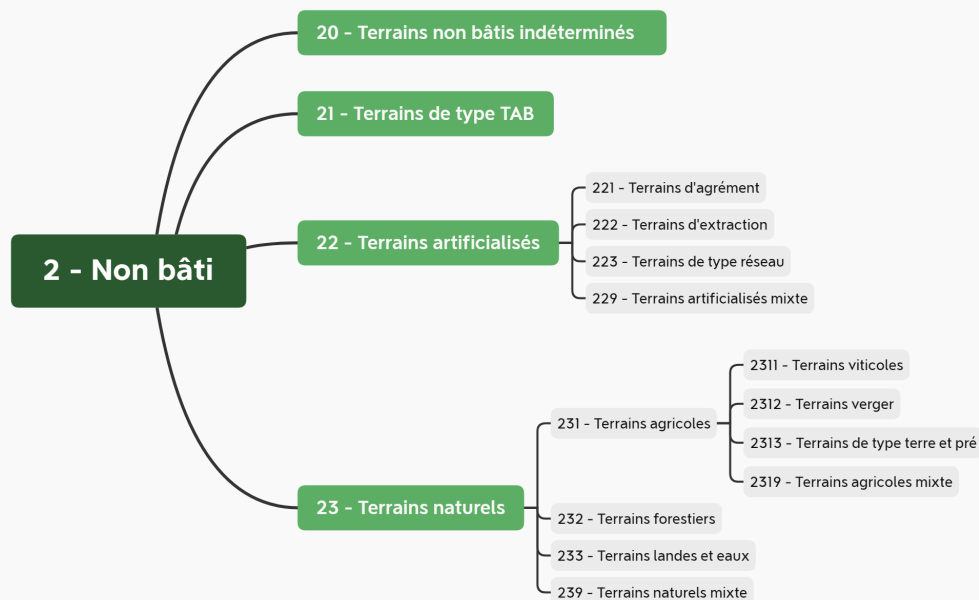 20 - Terrains non bâtis indéterminés
21 - Terrains de type TAB
221 - Terrains d'agrément
222 - Terrains d'extraction
22 - Terrains artificialisés
223 - Terrains de type réseau
2 - Non bâti
229 - Terrains artificialisés mixte
2311 - Terrains viticoles
2312 - Terrains verger
231 - Terrains agricoles
2313 - Terrains de type terre et pré
2319 - Terrains agricoles mixte
23 - Terrains naturels
232 - Terrains forestiers
233 - Terrains landes et eaux
239 - Terrains naturels mixte